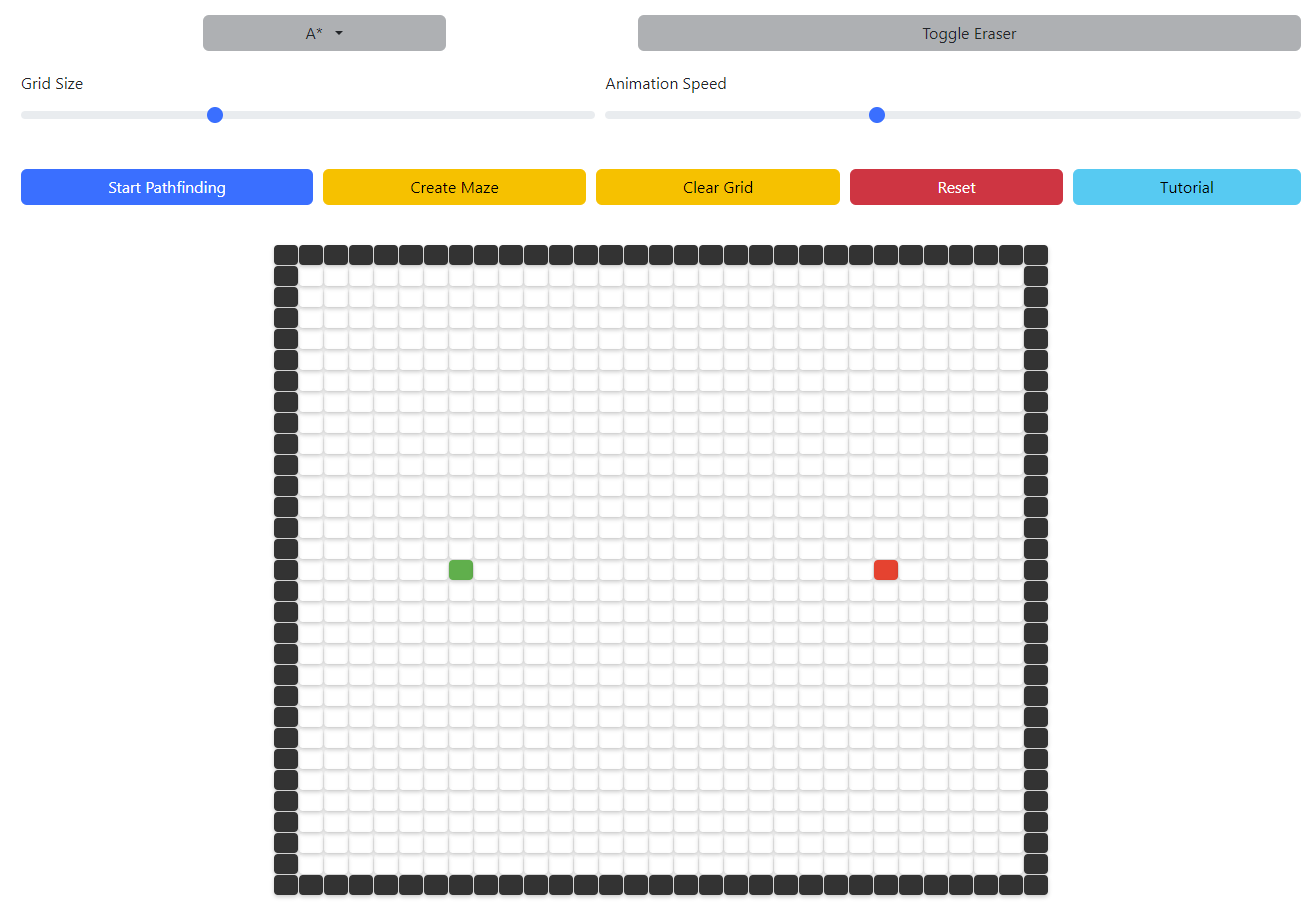 A*
Toggle Eraser
Grid Size
Animation Speed
Start Pathfinding
Create Maze
Clear Grid
Reset
Tutorial